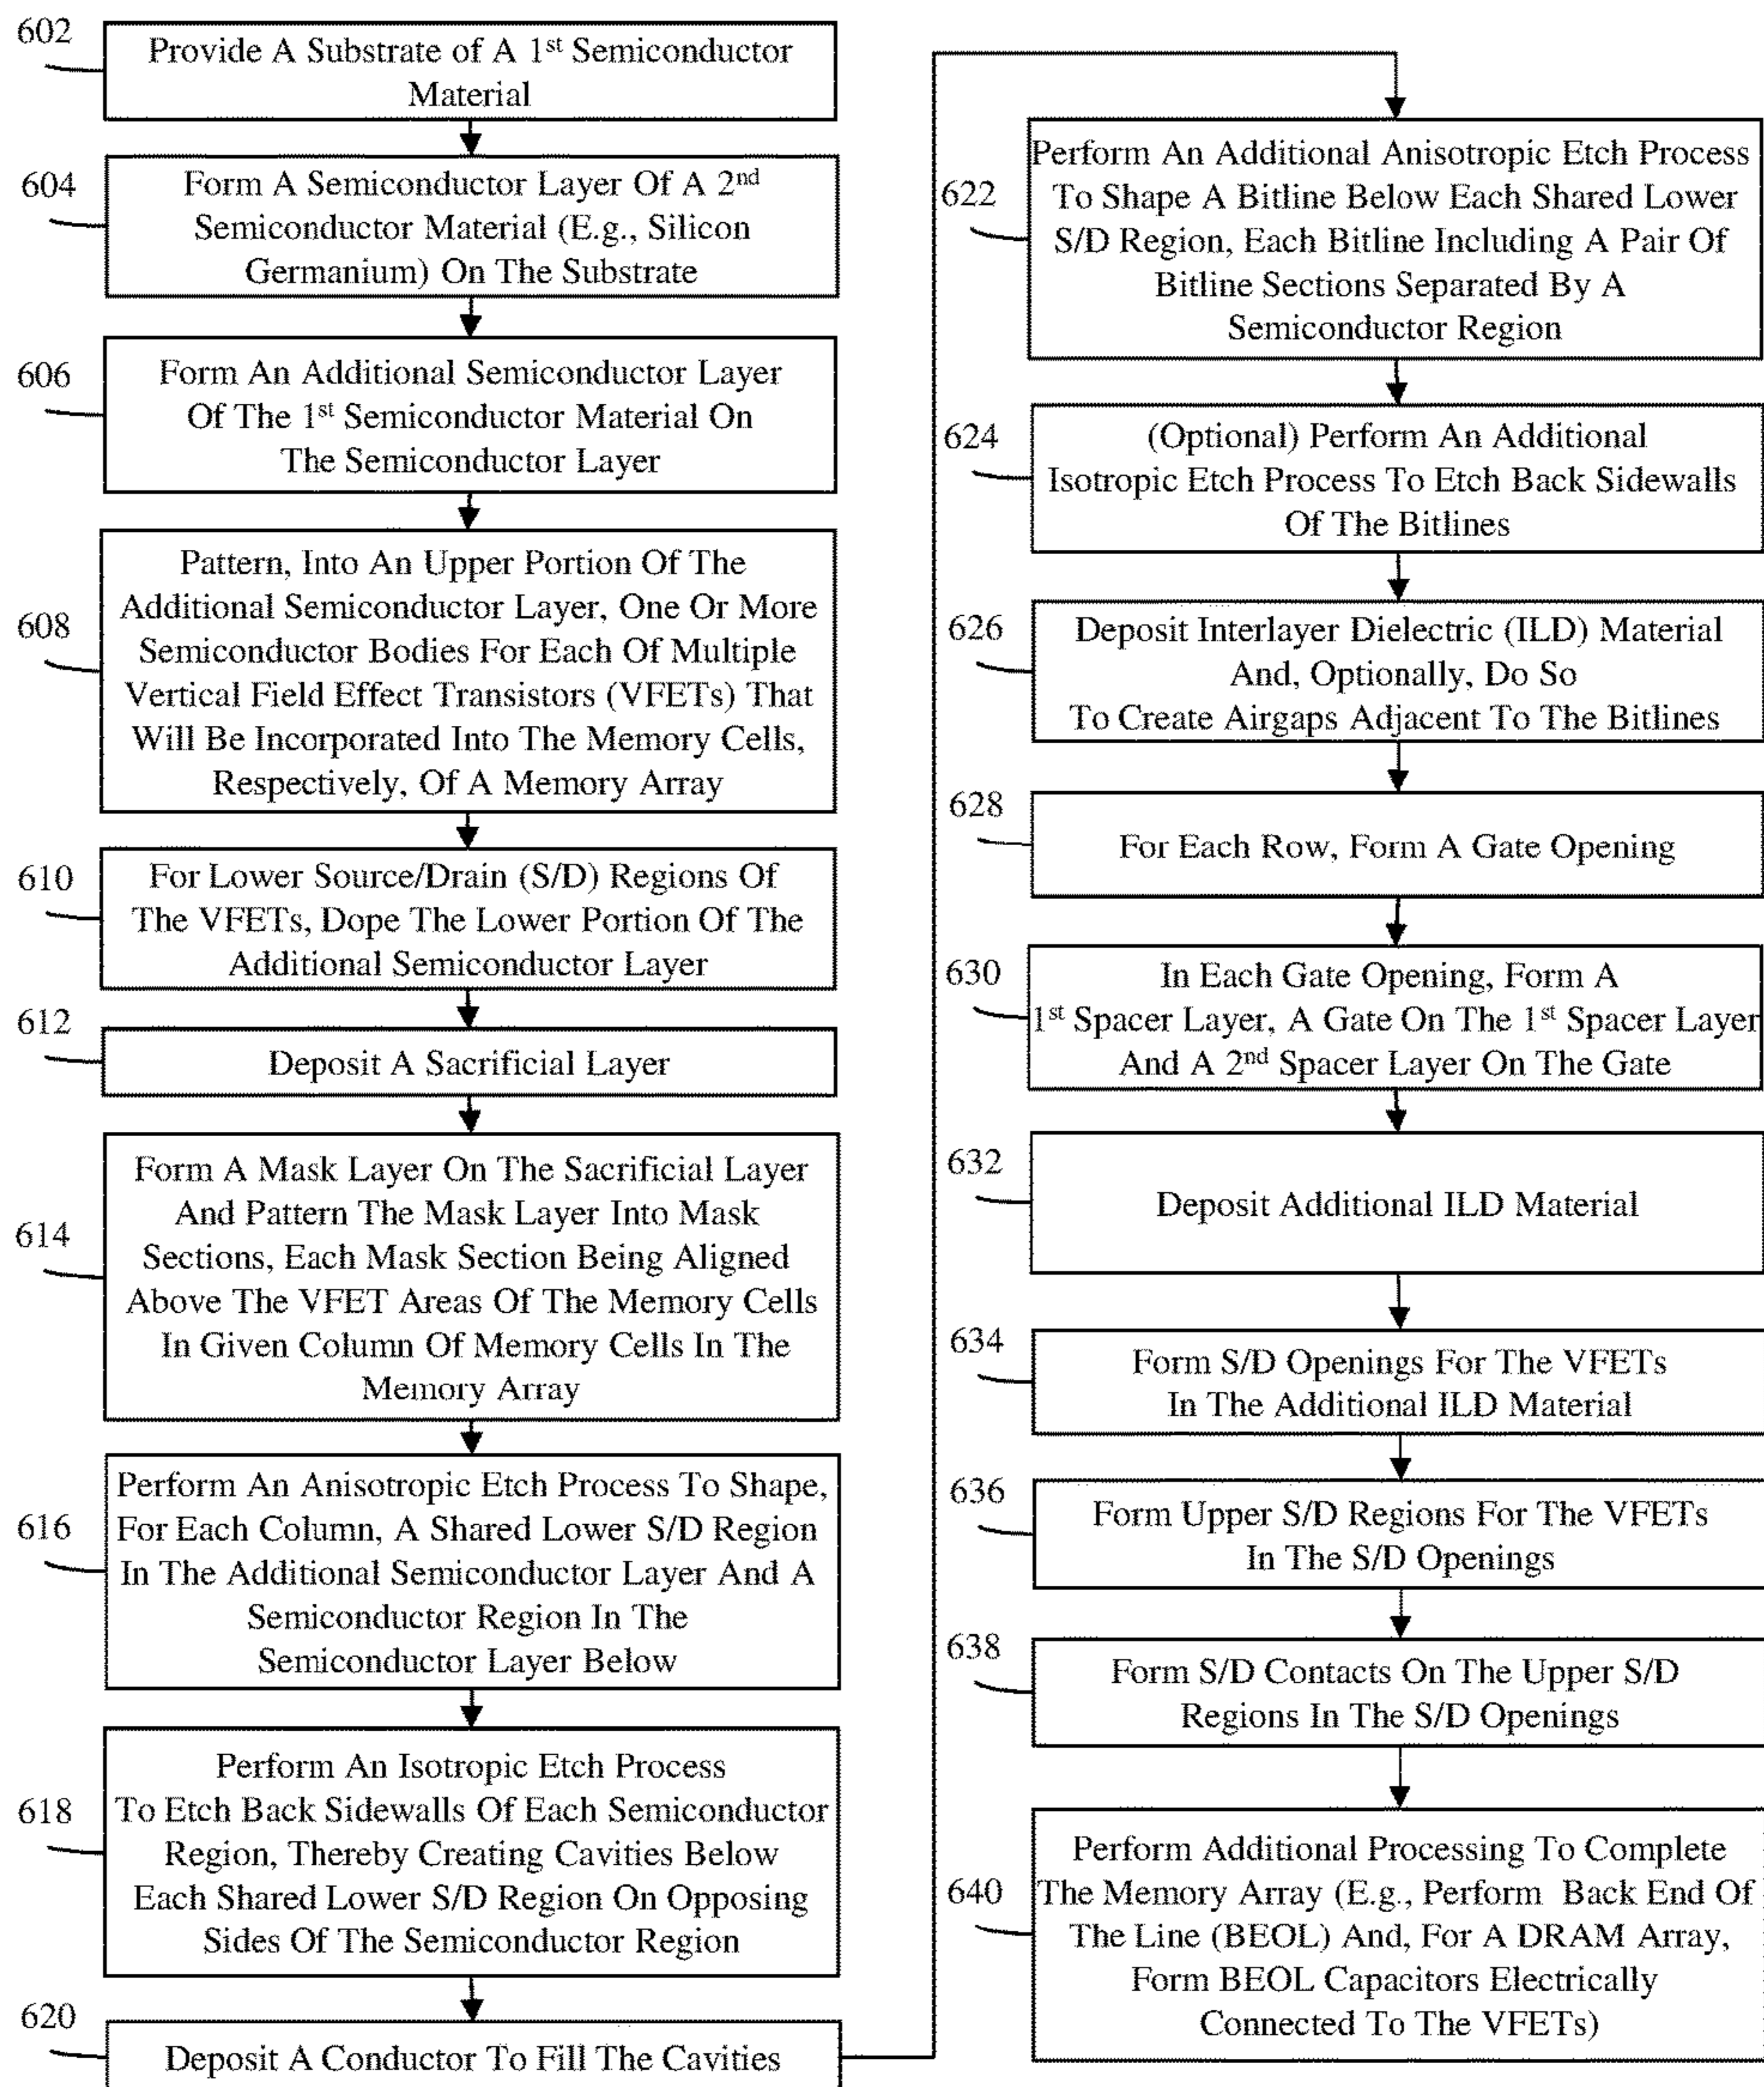 602
Provide A Substrate of A 1st Semiconductor
Material
604
Form A Semiconductor Layer Of A 2nd
Semiconductor Material (E.g., Silicon
Germanium) On The Substrate
606
Form An Additional Semiconductor Layer
Of The 1st Semiconductor Material On
The Semiconductor Layer
608
Pattern, Into An Upper Portion Of The
Additional Semiconductor Layer, One Or More
Semiconductor Bodies For Each Of Multiple
Vertical Field Effect Transistors (VFETs) That
Will Be Incorporated Into The Memory Cells,
Respectively, Of A Memory Array
610
For Lower Source/Drain (S/D) Regions Of
The VFETs, Dope The Lower Portion Of The
Additional Semiconductor Layer
612
Deposit A Sacrificial Layer
614
Form A Mask Layer On The Sacrificial Layer
And Pattern The Mask Layer Into Mask
Sections, Each Mask Section Being Aligned
Above The VFET Areas Of The Memory Cells
In Given Column Of Memory Cells In The
Memory Array
616
Perform An Anisotropic Etch Process To Shape,
For Each Column, A Shared Lower S/D Region
In The Additional Semiconductor Layer And A
Semiconductor Region In The
Semiconductor Layer Below
618
Perform An Isotropic Etch Process
To Etch Back Sidewalls Of Each Semiconductor
Region, Thereby Creating Cavities Below
Each Shared Lower S/D Region On Opposing
Sides Of The Semiconductor Region
620
Deposit A Conductor To Fill The Cavities
622
Perform An Additional Anisotropic Etch Process
To Shape A Bitline Below Each Shared Lower
S/D Region, Each Bitline Including A Pair Of
Bitline Sections Separated By A
Semiconductor Region
624
(Optional) Perform An Additional
Isotropic Etch Process To Etch Back Sidewalls
Of The Bitlines
626
Deposit Interlayer Dielectric (ILD) Material
And, Optionally, Do So
To Create Airgaps Adjacent To The Bitlines
628
For Each Row, Form A Gate Opening
630
In Each Gate Opening, Form A
1st Spacer Layer, A Gate On The 1st Spacer Layer
And A 2nd Spacer Layer On The Gate
632
Deposit Additional ILD Material
634
Form S/D Openings For The VFETs
In The Additional ILD Material
636
Form Upper S/D Regions For The VFETs
In The S/D Openings
638
Form S/D Contacts On The Upper S/D
Regions In The S/D Openings
640
Perform Additional Processing To Complete
The Memory Array (E.g., Perform Back End Of
The Line (BEOL) And, For A DRAM Array,
Form BEOL Capacitors Electrically
Connected To The VFETs)